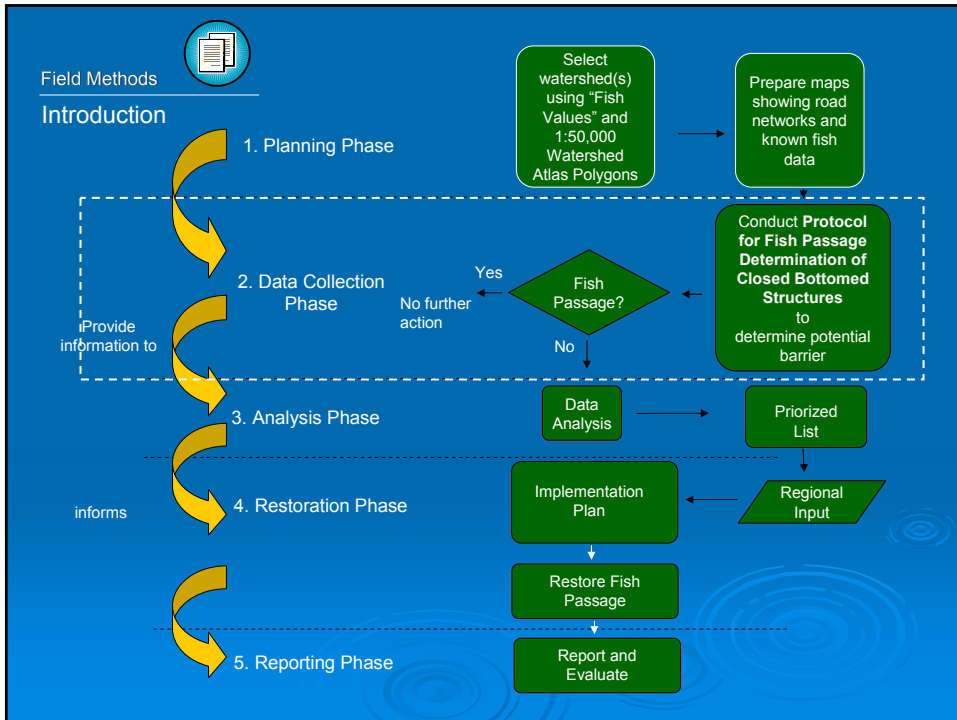 Field Methods
Introduction
1. Planning Phase
Select
watershed(s)
using “Fish
Values” and
1:50,000
Watershed
Atlas Polygons
Prepare maps
showing road
networks and
known fish
data
Conduct Protocol
for Fish Passage
Determination of
Closed Bottomed
Structures
to
determine potential
barrier
2. Data Collection
Phase
Fish
Passage?
Yes
No further
action
No
Provide
information to
3. Analysis Phase
Data
Analysis
Priorized
List
Regional
Input
informs
4. Restoration Phase
Implementation
Plan
Restore Fish
Passage
5. Reporting Phase
Report and
Evaluate